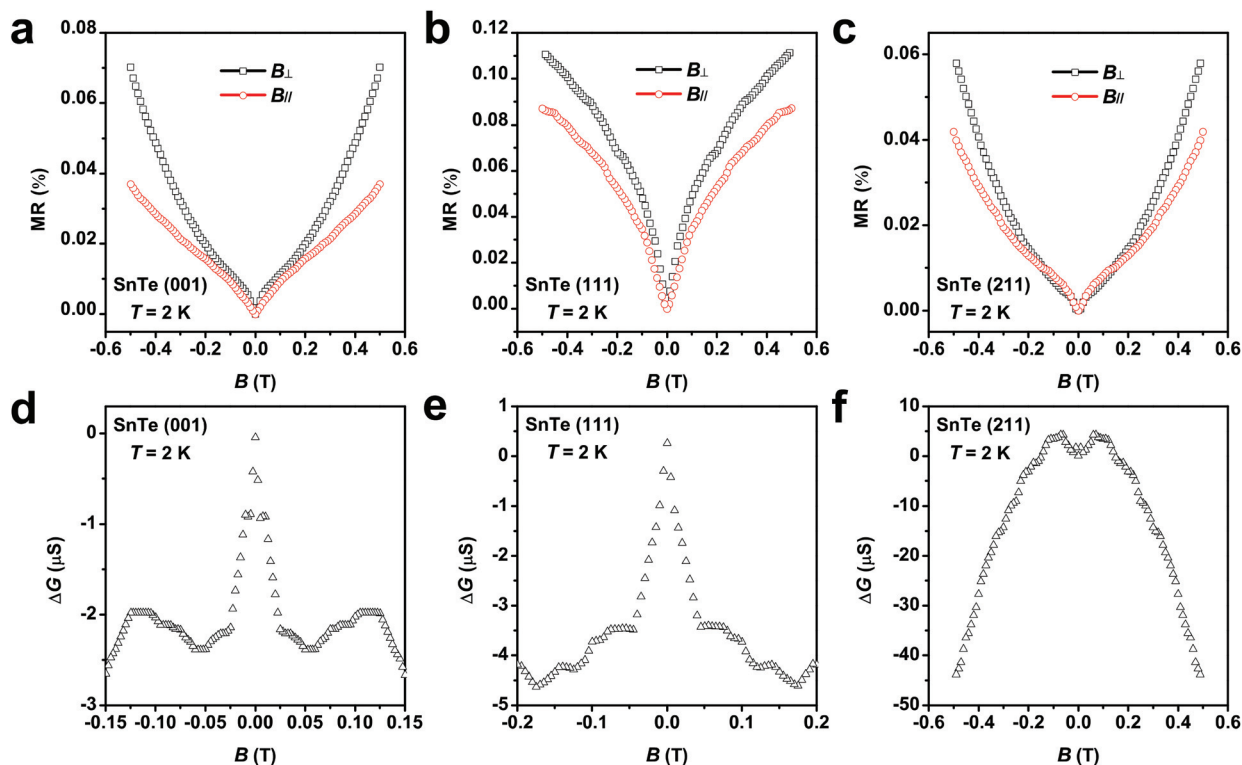 a
MR (%)
0.08
0.06
0.04
0.02
0.00
B⊥
B//
SnTe (001)
T = 2 K
-0.6 -0.4 -0.2 0.0 0.2 0.4 0.6
B (T)
b
MR (%)
0.12
0.10
0.08
0.06
0.04
0.02
0.00
B⊥
B//
SnTe (111)
T = 2 K
-0.6 -0.4 -0.2 0.0 0.2 0.4 0.6
B (T)
c
MR (%)
0.06
0.04
0.02
0.00
B⊥
B//
SnTe (211)
T = 2 K
-0.6 -0.4 -0.2 0.0 0.2 0.4 0.6
B (T)
d
ΔG (µS)
0
-1
-2
-3
SnTe (001)
T = 2 K
-0.15 -0.10 -0.05 0.00 0.05 0.10 0.15
B (T)
e
ΔG (µS)
1
0
-1
-2
-3
-4
-5
SnTe (111)
T = 2 K
-0.2 -0.1 0.0 0.1 0.2
B (T)
f
ΔG (µS)
10
0
-10
-20
-30
-40
-50
SnTe (211)
T = 2 K
-0.6 -0.4 -0.2 0.0 0.2 0.4 0.6
B (T)